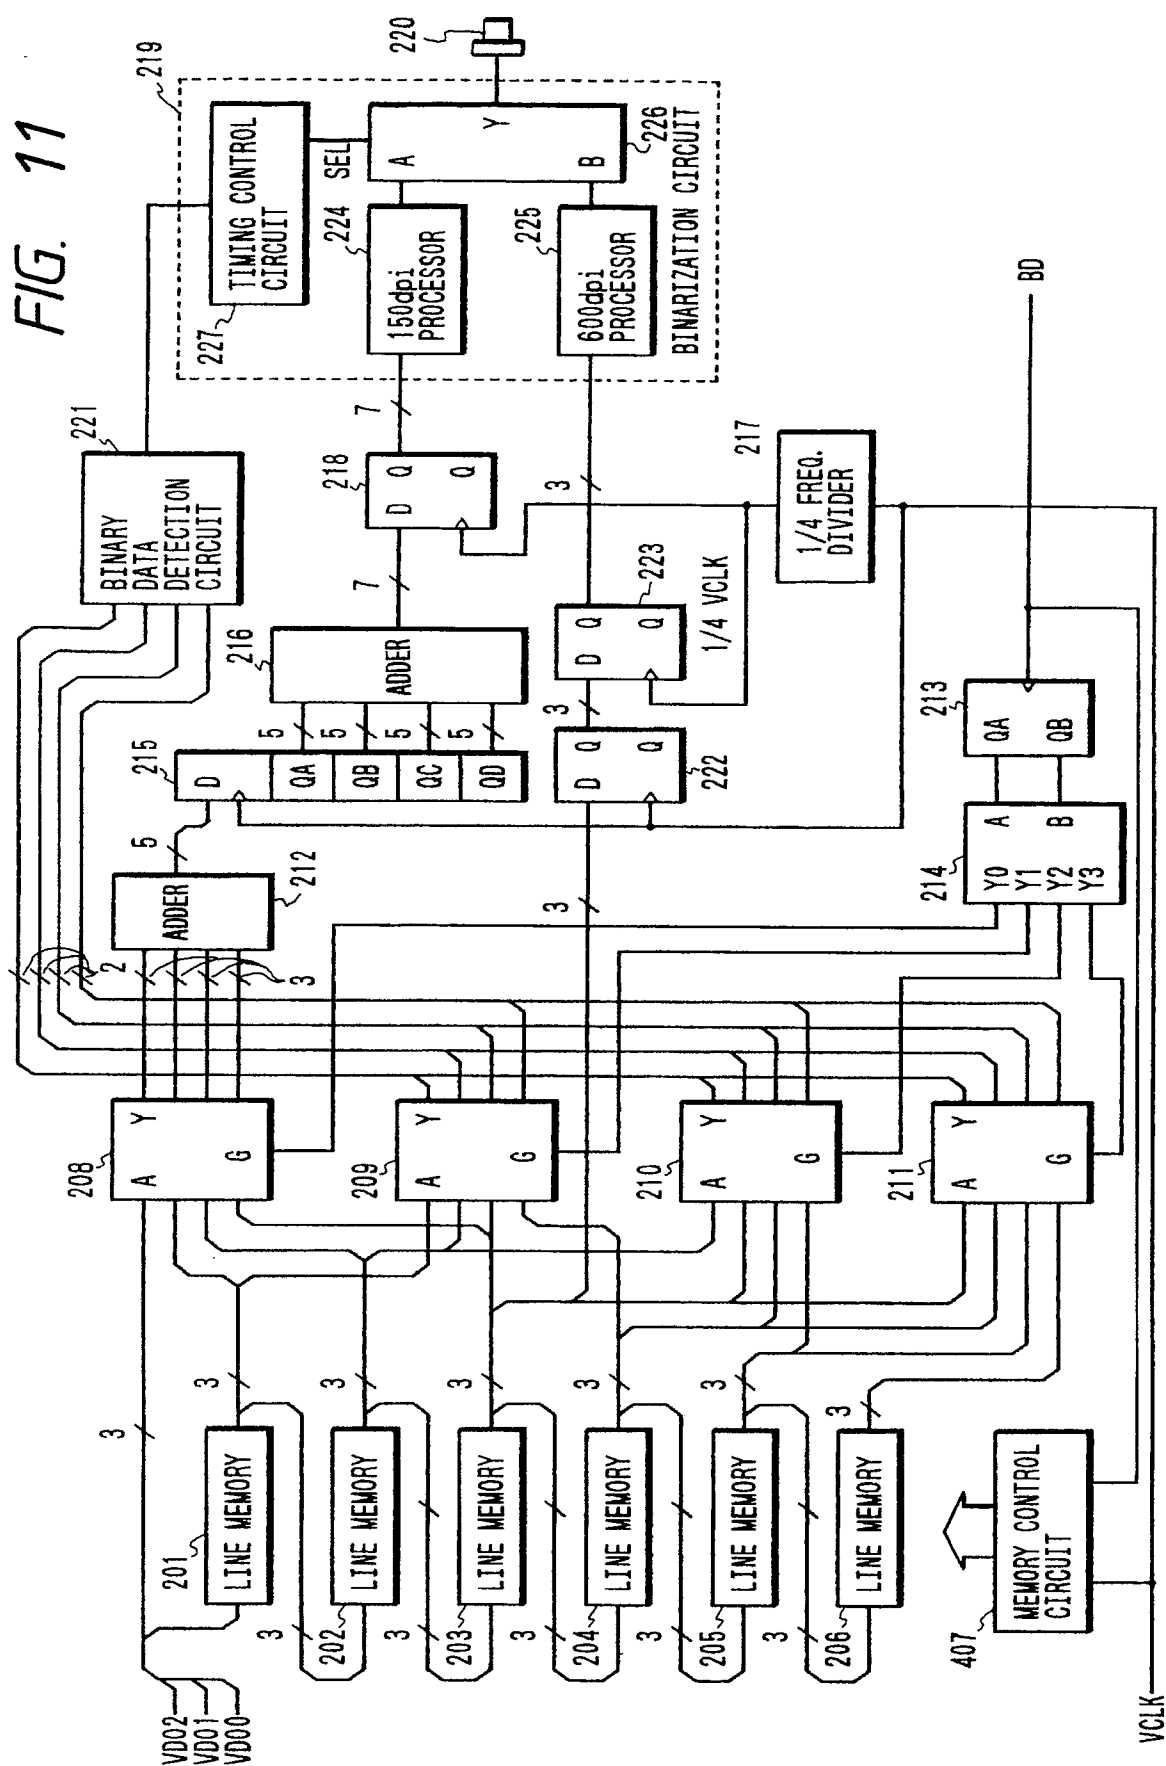 FIG. 11
VD02
VD01
VD00
3
201
LINE MEMORY
3
3
202
LINE MEMORY
3
3
203
LINE MEMORY
3
3
204
LINE MEMORY
3
3
205
LINE MEMORY
3
3
206
LINE MEMORY
3
407
MEMORY CONTROL
CIRCUIT
VCLK
208
A
Y
G
209
A
Y
G
210
A
Y
G
211
A
Y
G
2
3
ADDER
212
5
215
D
QA
QB
QC
QD
5
5
5
5
216
ADDER
7
218
D
Q
Q
7
3
222
D
Q
Q
3
223
D
Q
Q
3
1/4 VCLK
217
1/4 FREQ.
DIVIDER
214
Y0
Y1
Y2
Y3
A
B
213
QA
QB
BD
221
BINARY
DATA
DETECTION
CIRCUIT
219
227
TIMING CONTROL
CIRCUIT
SEL
224
150dpi
PROCESSOR
225
600dpi
PROCESSOR
A
B
Y
226
BINARIZATION CIRCUIT
220